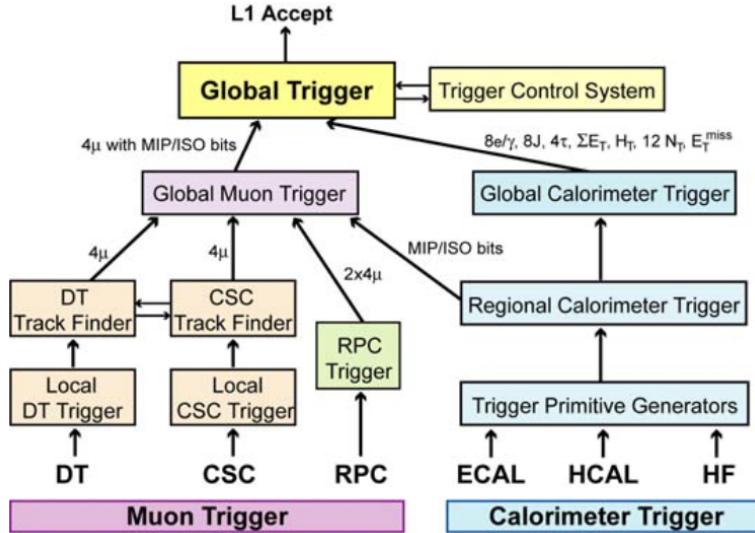 L1 Accept
Global Trigger
Trigger Control System
4μ with MIP/ISO bits
8e/γ, 8J, 4τ, ΣE_T, H_T, 12 N_T, E_T^miss
Global Muon Trigger
Global Calorimeter Trigger
4μ
4μ
MIP/ISO bits
2x4μ
DT
Track Finder
CSC
Track Finder
Regional Calorimeter Trigger
RPC
Trigger
Local
DT Trigger
Local
CSC Trigger
Trigger Primitive Generators
DT
CSC
RPC
ECAL
HCAL
HF
Muon Trigger
Calorimeter Trigger